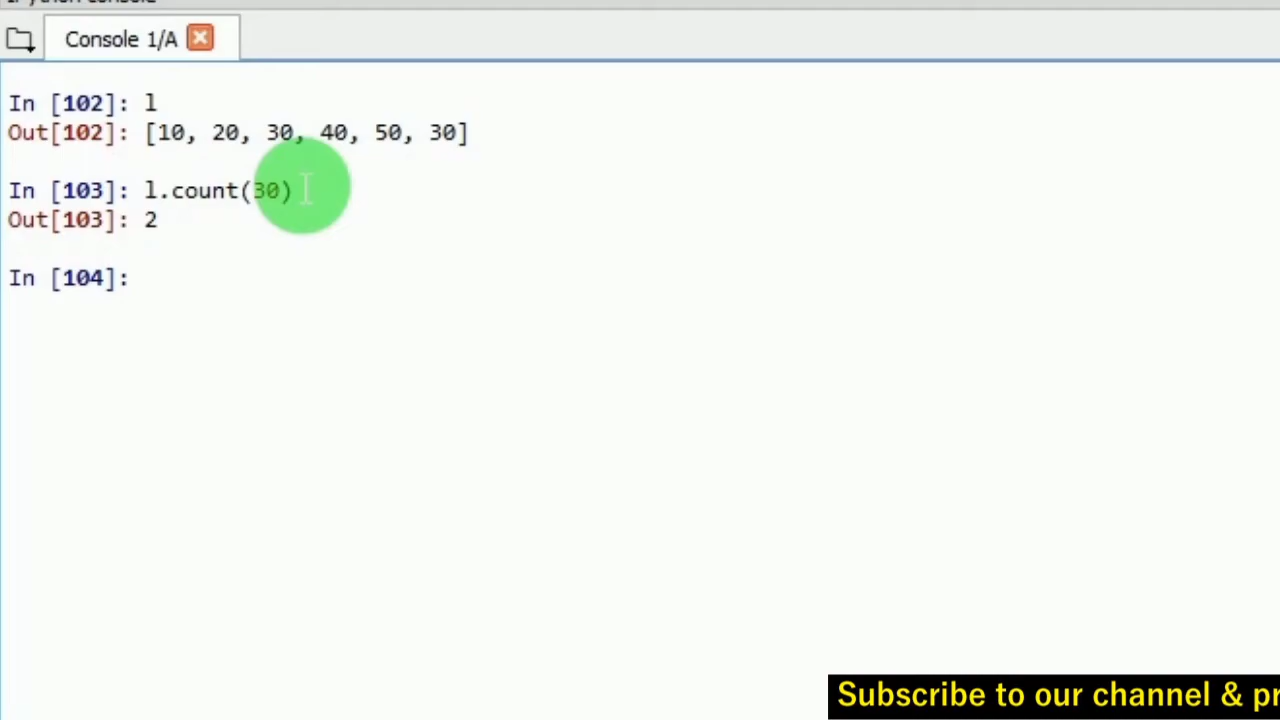 Console 1/A
In [102]: l
Out[102]: [10, 20, 30, 40, 50, 30]
In [103]: l.count(30)
Out[103]: 2
In [104]:
Subscribe to our channel &